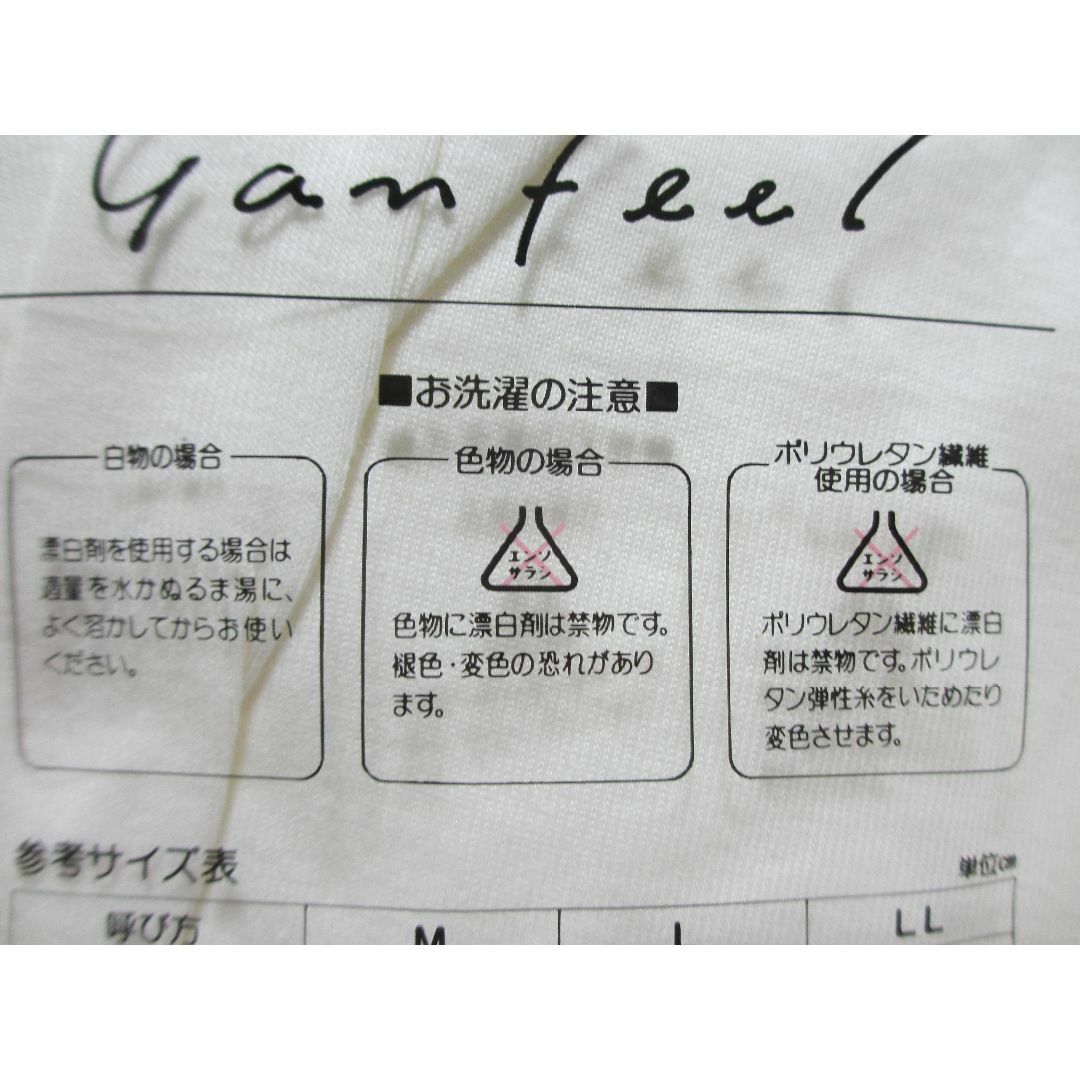 yanfeel
■お洗濯の注意■
白物の場合
漂白剤を使用する場合は
適量を水かぬるま湯に、
よく溶かしてからお使い
ください。
色物の場合
エンソ
サラシ
色物に漂白剤は禁物です。
褪色・変色の恐れがあり
ます。
ポリウレタン繊維
使用の場合
エンソ
サラシ
ポリウレタン繊維に漂白
剤は禁物です。ポリウレ
タン弾性糸をいためたり
変色させます。
参考サイズ表
単位cm
呼び方 M L LL